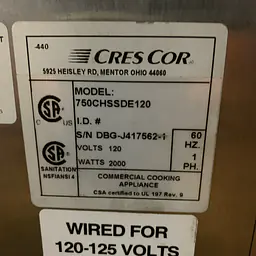 -440
CRES COR
5925 HEISLEY RD, MENTOR OHIO 44060
MODEL:
750CHSSDE120
I.D. #
S/N DBG-J417562-1
VOLTS 120
WATTS 2000
60
HZ.
1
PH.
C US
SANITATION
NSF/ANSI 4
COMMERCIAL COOKING
APPLIANCE
CSA certified to UL 197 Rev. 9
WIRED FOR
120-125 VOLTS